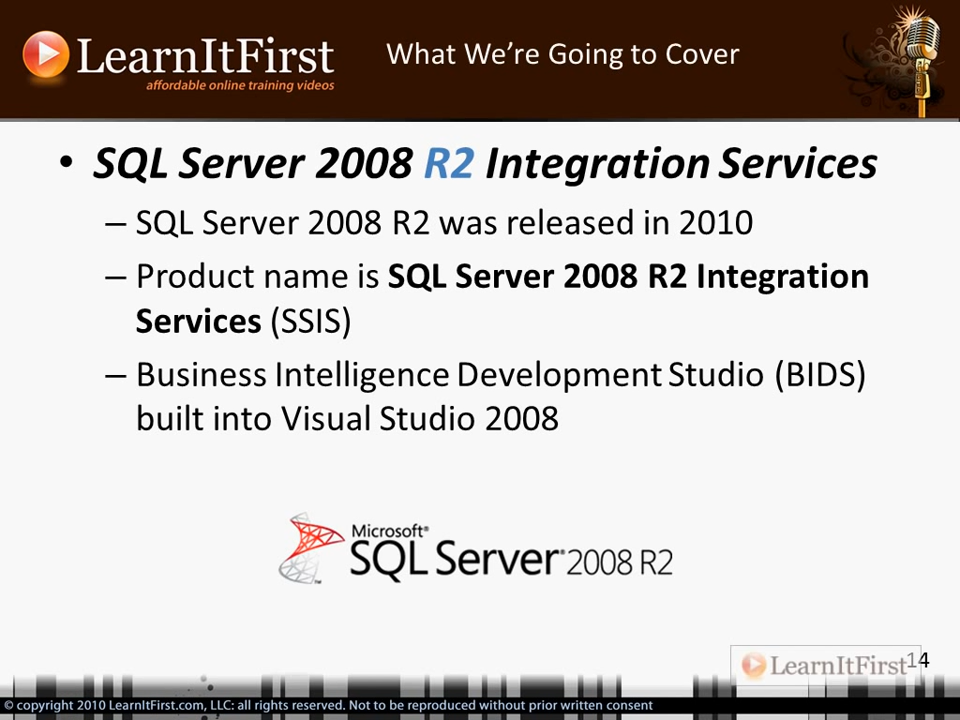 LearnItFirst
affordable online training videos
What We’re Going to Cover
• SQL Server 2008 R2 Integration Services
– SQL Server 2008 R2 was released in 2010
– Product name is SQL Server 2008 R2 Integration
Services (SSIS)
– Business Intelligence Development Studio (BIDS)
built into Visual Studio 2008
Microsoft®
SQL Server® 2008 R2
™
14
LearnItFirst
© copyright 2010 LearnItFirst.com, LLC: all rights reserved. Not to be reproduced without prior written consent